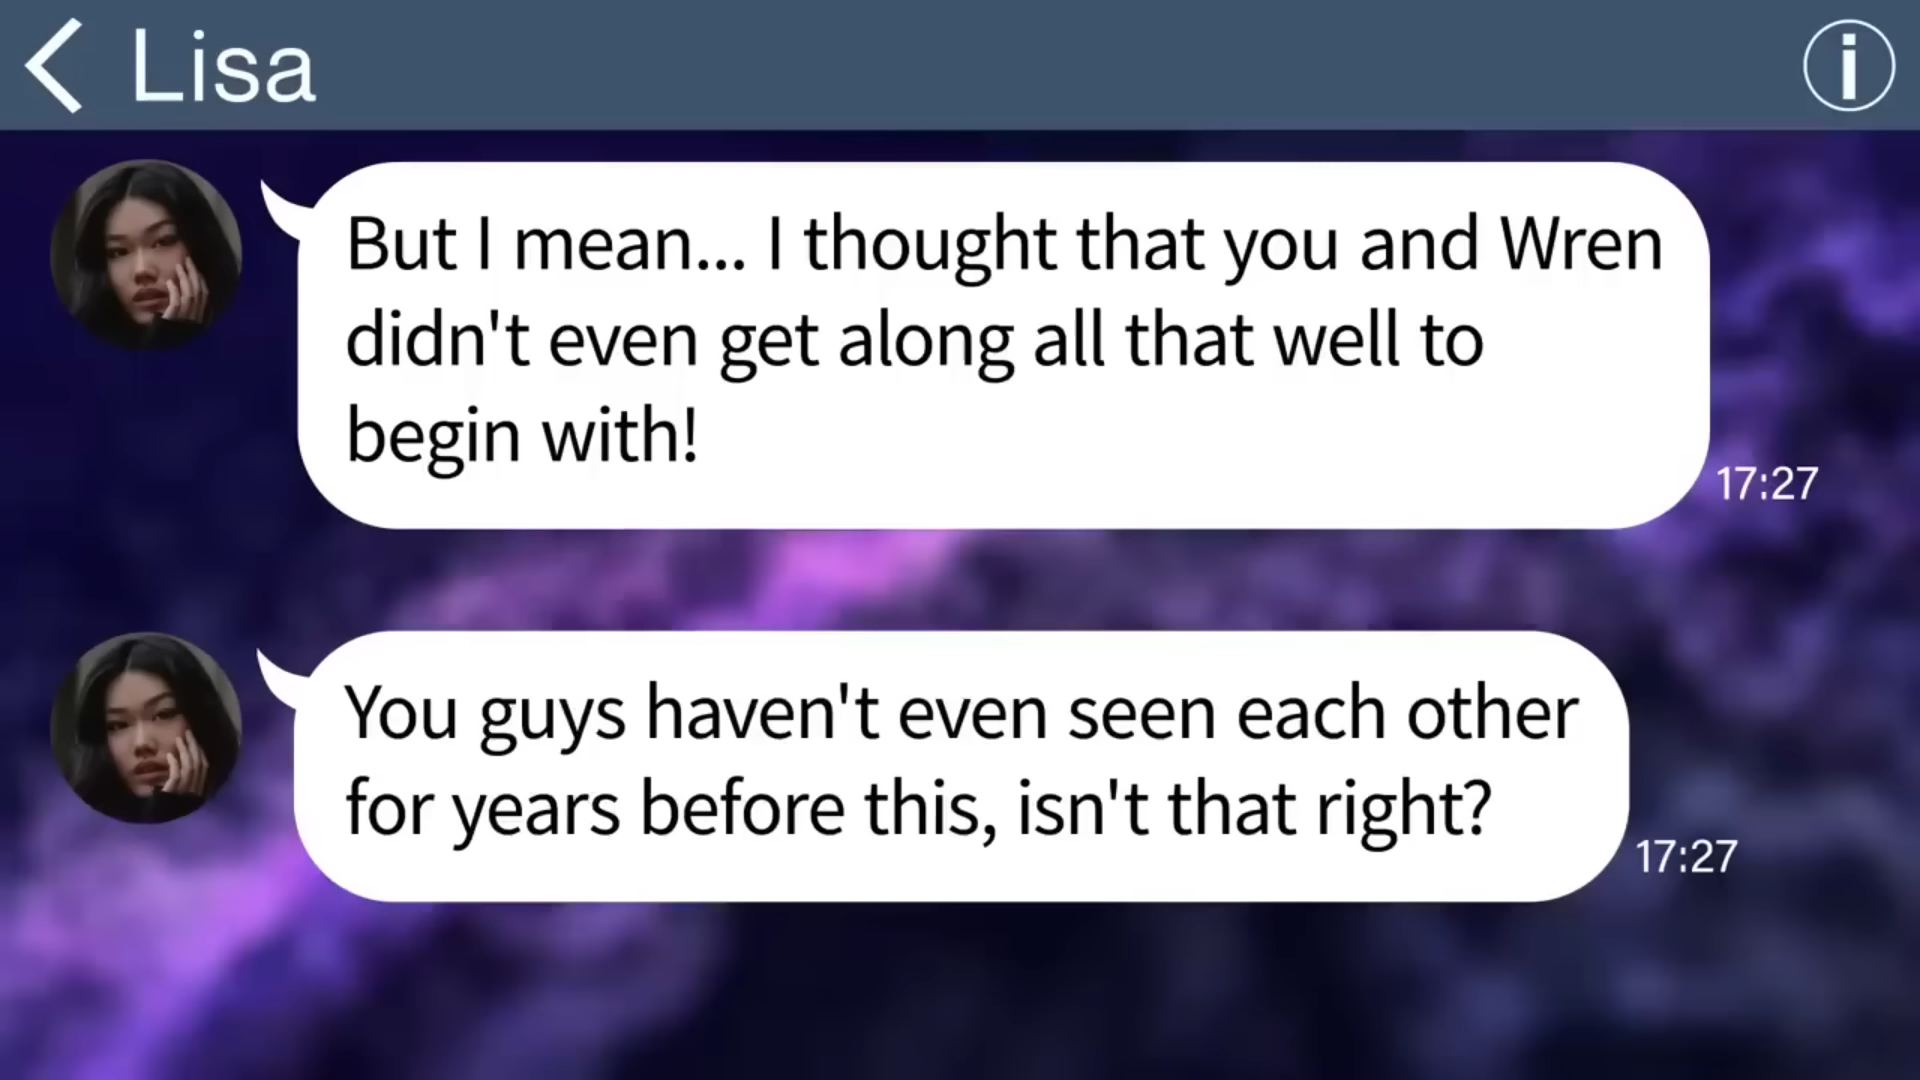 Lisa
But I mean... I thought that you and Wren
didn't even get along all that well to
begin with!
17:27
You guys haven't even seen each other
for years before this, isn't that right?
17:27